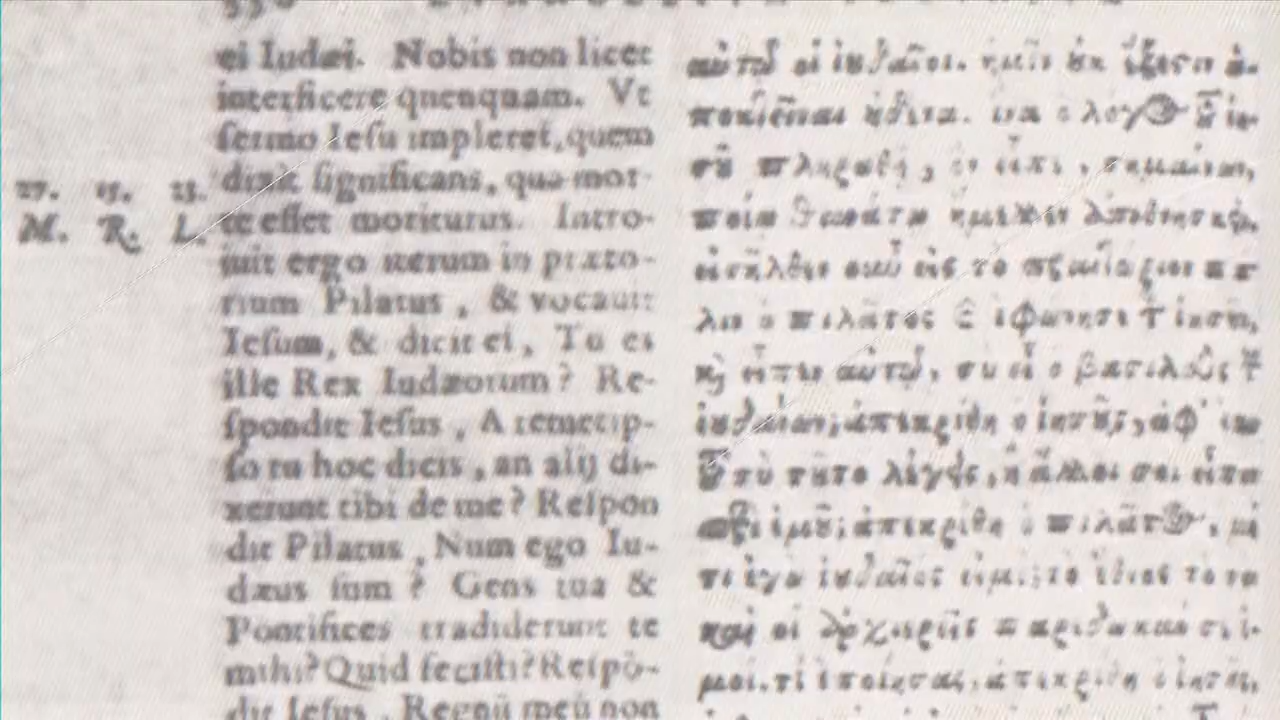 27. 15. 23.
M. R. L.
ei Iudæi. Nobis non licet
interficere quenquam. Vt
sermo Iesu impleret, quem
dixit significans, qua mor-
te esset moriturus. Intro-
iuit ergo iterum in præto-
rium Pilatus, & vocauit
Iesum, & dicit ei, Tu es
ille Rex Iudæorum? Re-
spondit Iesus, A temetip-
so tu hoc dicis, an alij di-
xerunt tibi de me? Respon
dit Pilatus, Num ego Iu-
dæus sum? Gens tua &
Pontifices tradiderunt te
mihi? Quid fecisti? Respō-
dit Iesus, Regnū meū non
αὐτῷ οἱ ἰουδαῖοι. ἡμῖν οὐκ ἔξεστιν ἀ-
ποκτεῖναι οὐδένα. ἵνα ὁ λόγος τοῦ ἰη-
σοῦ πληρωθῇ, ὃν εἶπε, σημαίνων,
ποίῳ θανάτῳ ἤμελλεν ἀποθνήσκειν.
εἰσῆλθεν οὖν εἰς τὸ πραιτώριον πά-
λιν ὁ πιλᾶτος καὶ ἐφώνησε τὸν ἰησοῦν,
καὶ εἶπεν αὐτῷ, σὺ εἶ ὁ βασιλεὺς τῶν
ἰουδαίων; ἀπεκρίθη ὁ ἰησοῦς, ἀφ' ἑαυ-
τοῦ σὺ τοῦτο λέγεις, ἢ ἄλλοι σοι εἶπον
περὶ ἐμοῦ; ἀπεκρίθη ὁ πιλᾶτος, μή
τι ἐγὼ ἰουδαῖός εἰμι; τὸ ἔθνος τὸ σὸν
καὶ οἱ ἀρχιερεῖς παρέδωκάν σε ἐ-
μοί. τί ἐποίησας, ἀπεκρίθη ὁ ἰησοῦς,